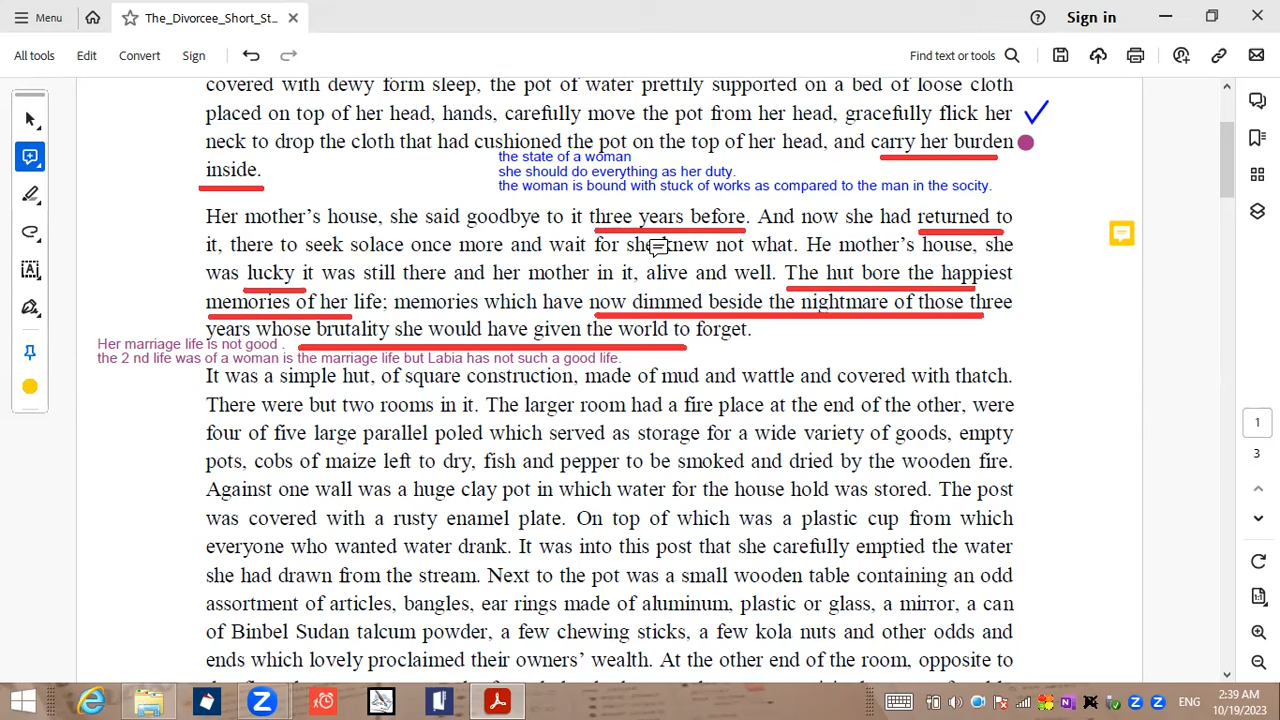 Menu
The_Divorcee_Short_St...
Sign in
All tools
Edit
Convert
Sign
Find text or tools
covered with dewy form sleep, the pot of water prettily supported on a bed of loose cloth
placed on top of her head, hands, carefully move the pot from her head, gracefully flick her
neck to drop the cloth that had cushioned the pot on the top of her head, and carry her burden
the state of a woman
inside.
she should do everything as her duty.
the woman is bound with stuck of works as compared to the man in the socity.
Her mother's house, she said goodbye to it three years before. And now she had returned to
it, there to seek solace once more and wait for she knew not what. He mother's house, she
was lucky it was still there and her mother in it, alive and well. The hut bore the happiest
memories of her life; memories which have now dimmed beside the nightmare of those three
years whose brutality she would have given the world to forget.
Her marriage life is not good .
the 2 nd life was of a woman is the marriage life but Labia has not such a good life.
It was a simple hut, of square construction, made of mud and wattle and covered with thatch.
There were but two rooms in it. The larger room had a fire place at the end of the other, were
four of five large parallel poled which served as storage for a wide variety of goods, empty
pots, cobs of maize left to dry, fish and pepper to be smoked and dried by the wooden fire.
Against one wall was a huge clay pot in which water for the house hold was stored. The post
was covered with a rusty enamel plate. On top of which was a plastic cup from which
everyone who wanted water drank. It was into this post that she carefully emptied the water
she had drawn from the stream. Next to the pot was a small wooden table containing an odd
assortment of articles, bangles, ear rings made of aluminum, plastic or glass, a mirror, a can
of Binbel Sudan talcum powder, a few chewing sticks, a few kola nuts and other odds and
ends which lovely proclaimed their owners' wealth. At the other end of the room, opposite to
1
3
ENG
2:39 AM
10/19/2023